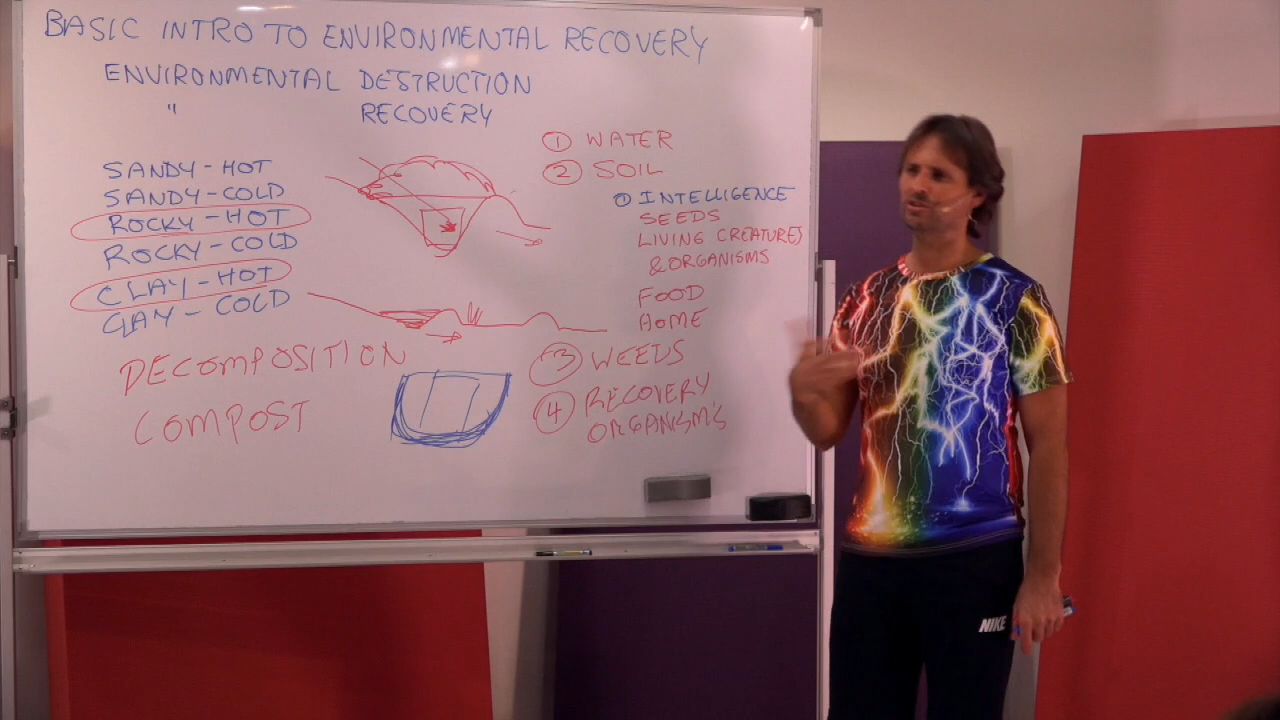 BASIC INTRO TO ENVIRONMENTAL RECOVERY
ENVIRONMENTAL DESTRUCTION
" RECOVERY
SANDY-HOT
SANDY-COLD
ROCKY-HOT
ROCKY-COLD
CLAY-HOT
CLAY-COLD
DECOMPOSITION
COMPOST
① WATER
② SOIL
① INTELLIGENCE
SEEDS
LIVING CREATURES
& ORGANISMS
FOOD
HOME
③ WEEDS
④ RECOVERY
ORGANISMS
NIKE